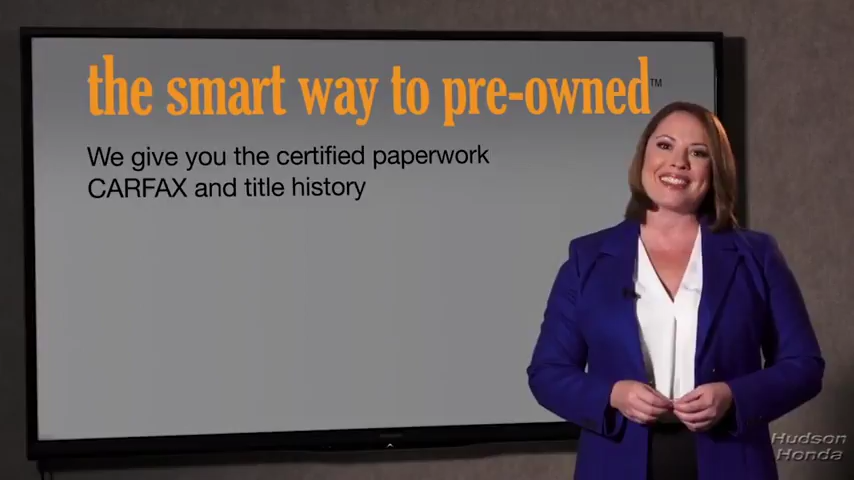 the smart way to pre-owned™
We give you the certified paperwork
CARFAX and title history
Hudson
Honda